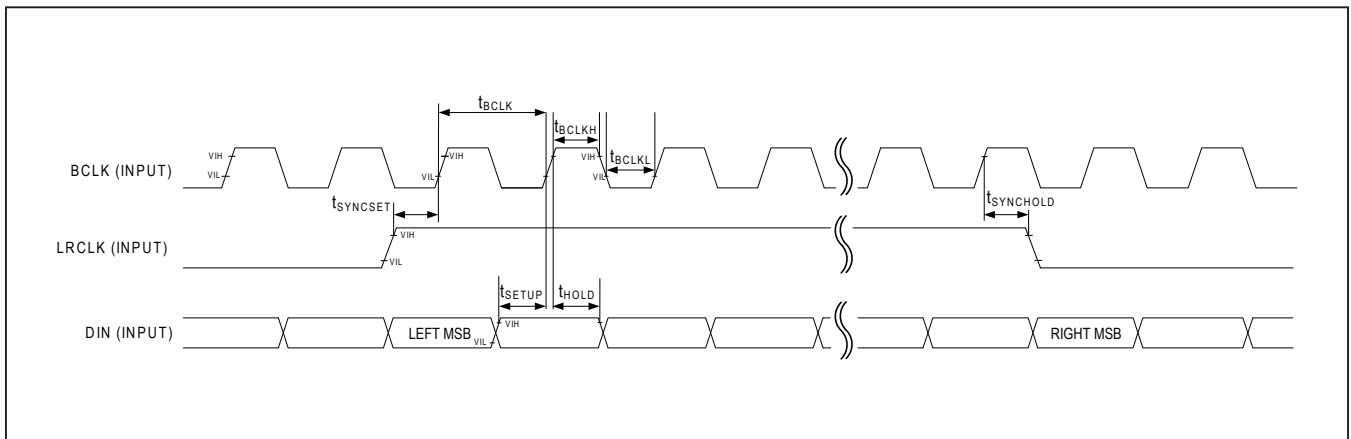 tBCLK
tBCLKH
VIH
VIH
VIH
tBCLKL
BCLK (INPUT)
VIL
VIL
VIL
tSYNCSET
tSYNCHOLD
VIH
LRCLK (INPUT)
VIL
tSETUP
tHOLD
VIH
DIN (INPUT)
LEFT MSB
VIL
RIGHT MSB